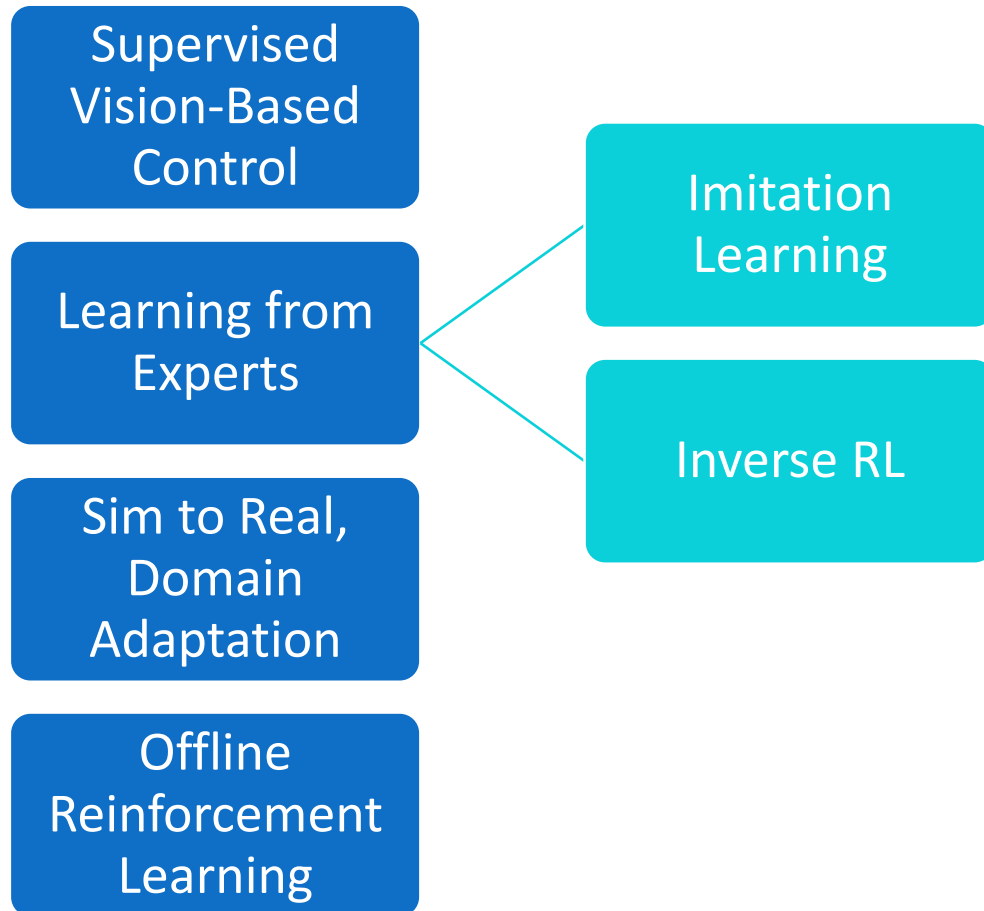 Supervised
Vision-Based
Control
Learning from
Experts
Imitation
Learning
Inverse RL
Sim to Real,
Domain
Adaptation
Offline
Reinforcement
Learning